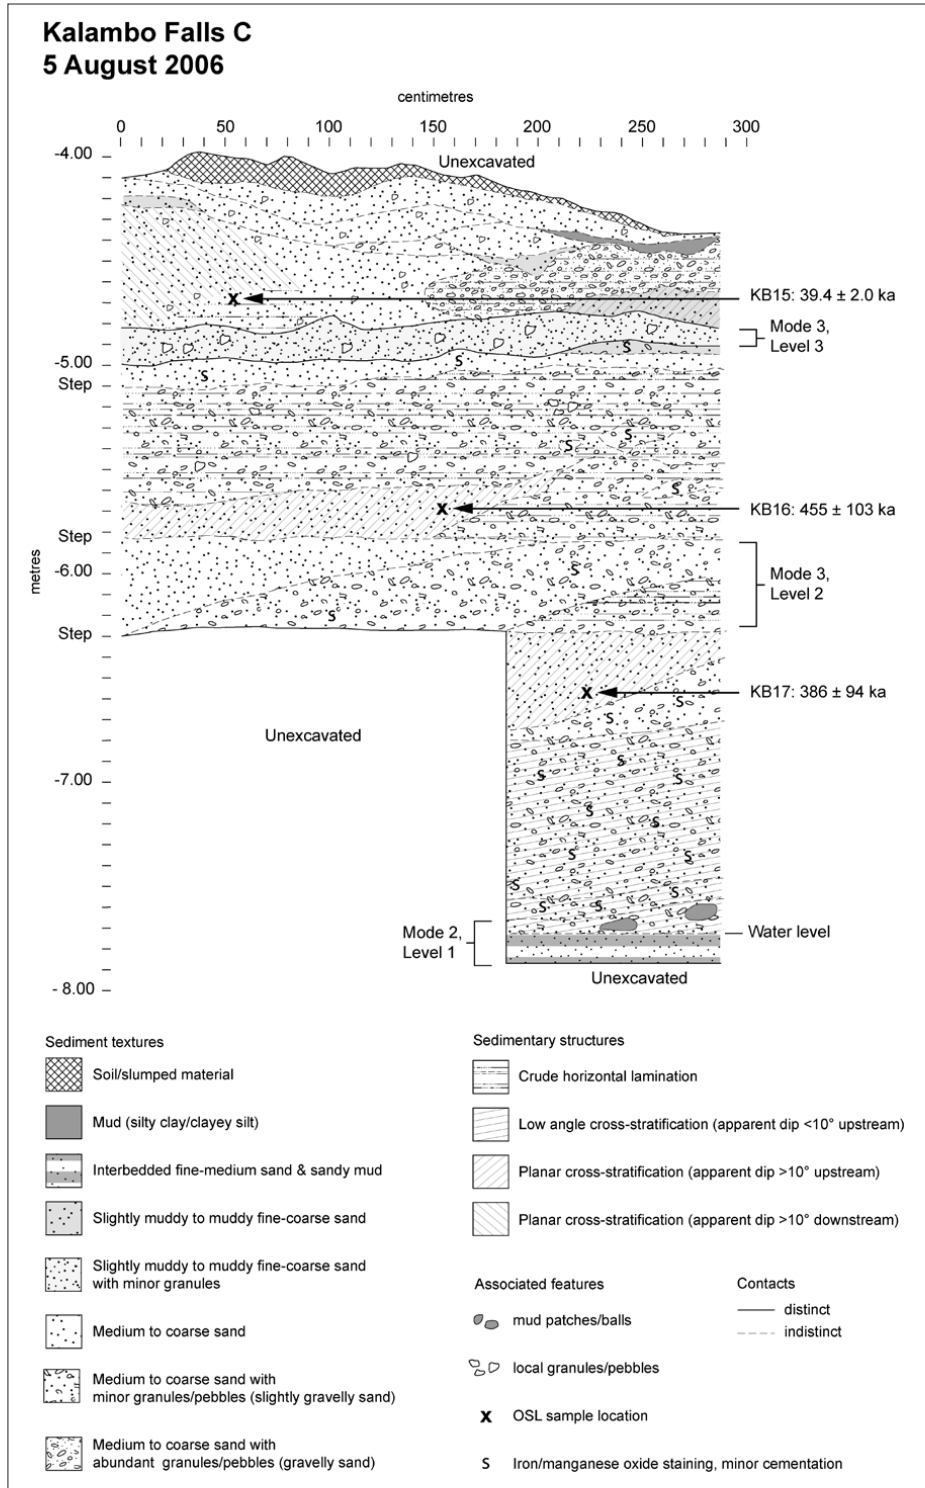 Kalambo Falls C
5 August 2006
centimetres
0 50 100 150 200 250 300
-4.00
Unexcavated
KB15: 39.4 ± 2.0 ka
Mode 3,
Level 3
-5.00
Step
KB16: 455 ± 103 ka
Step
metres
-6.00
Mode 3,
Level 2
Step
KB17: 386 ± 94 ka
Unexcavated
-7.00
Mode 2,
Level 1
Water level
Unexcavated
- 8.00
Sediment textures
Soil/slumped material
Mud (silty clay/clayey silt)
Interbedded fine-medium sand & sandy mud
Slightly muddy to muddy fine-coarse sand
Slightly muddy to muddy fine-coarse sand
with minor granules
Medium to coarse sand
Medium to coarse sand with
minor granules/pebbles (slightly gravelly sand)
Medium to coarse sand with
abundant granules/pebbles (gravelly sand)
Sedimentary structures
Crude horizontal lamination
Low angle cross-stratification (apparent dip <10° upstream)
Planar cross-stratification (apparent dip >10° upstream)
Planar cross-stratification (apparent dip >10° downstream)
Associated features
mud patches/balls
local granules/pebbles
x OSL sample location
S Iron/manganese oxide staining, minor cementation
Contacts
distinct
indistinct